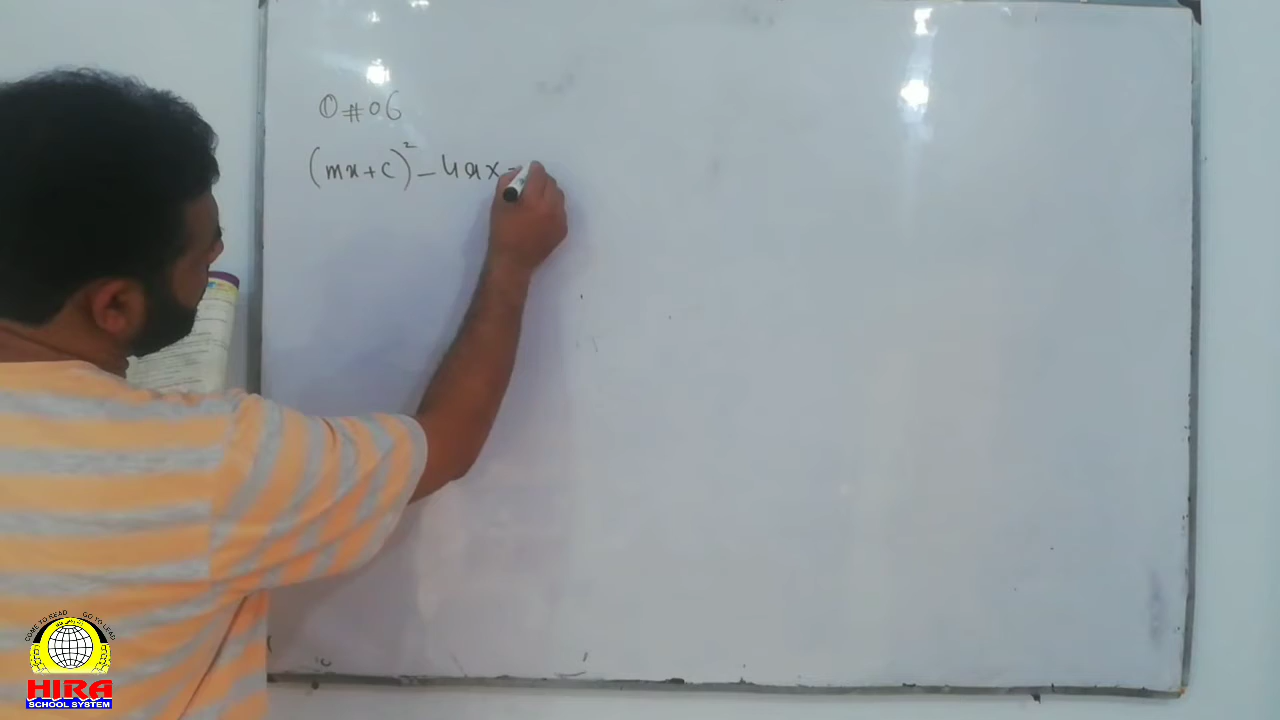 Q#06
(mx+c)² - 4ax =
COME TO READ GO TO LEAD
HIRA
SCHOOL SYSTEM